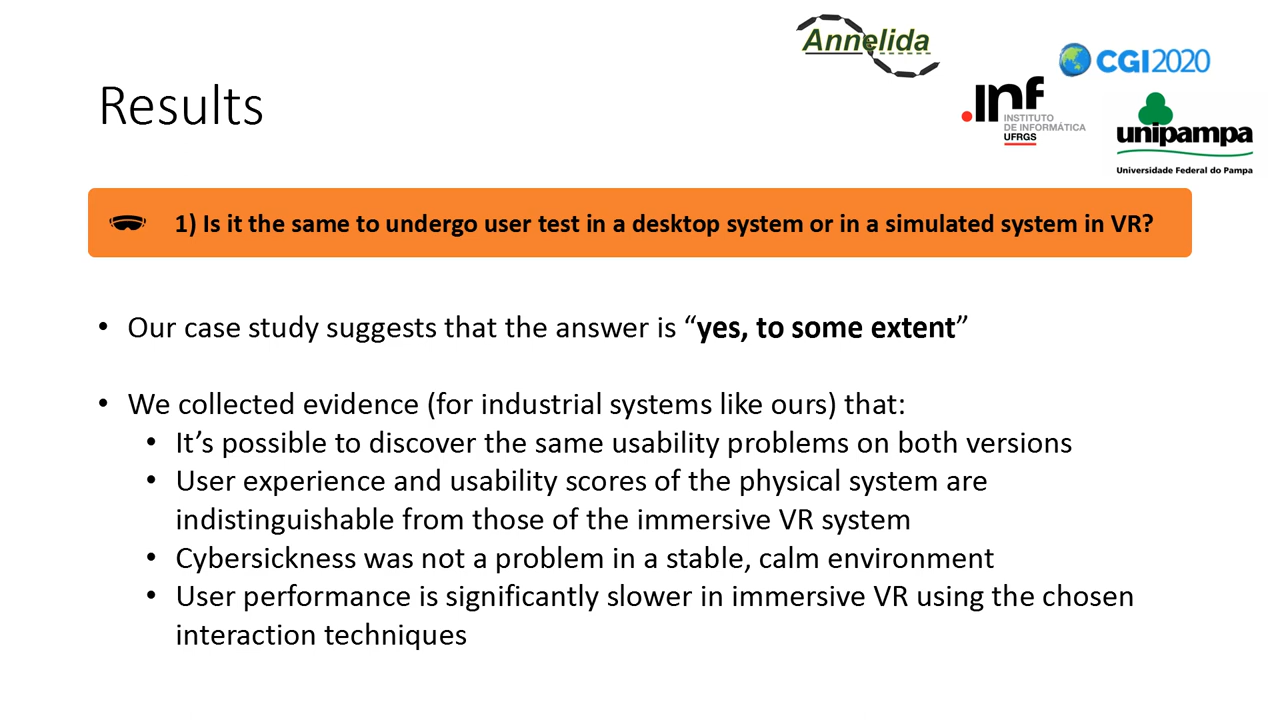 Annelida
CGI2020
.inf
INSTITUTO
DE INFORMÁTICA
UFRGS
unipampa
Universidade Federal do Pampa
Results
1) Is it the same to undergo user test in a desktop system or in a simulated system in VR?
• Our case study suggests that the answer is “yes, to some extent”
• We collected evidence (for industrial systems like ours) that:
• It’s possible to discover the same usability problems on both versions
• User experience and usability scores of the physical system are
indistinguishable from those of the immersive VR system
• Cybersickness was not a problem in a stable, calm environment
• User performance is significantly slower in immersive VR using the chosen
interaction techniques